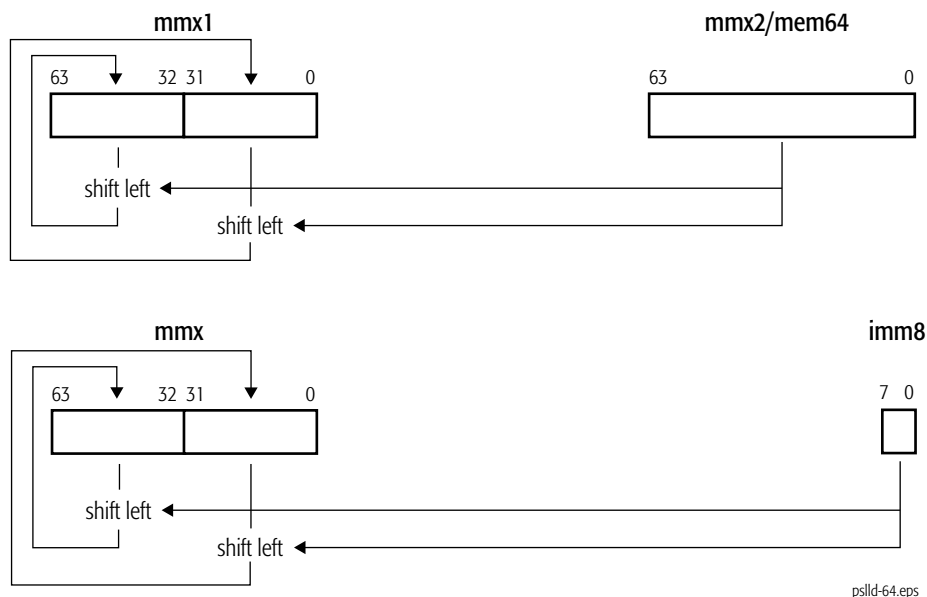 mmx1 mmx2/mem64
63 32 31 0 63 0
shift left
shift left
mmx imm8
63 32 31 0 7 0
shift left
shift left
pslld-64.eps